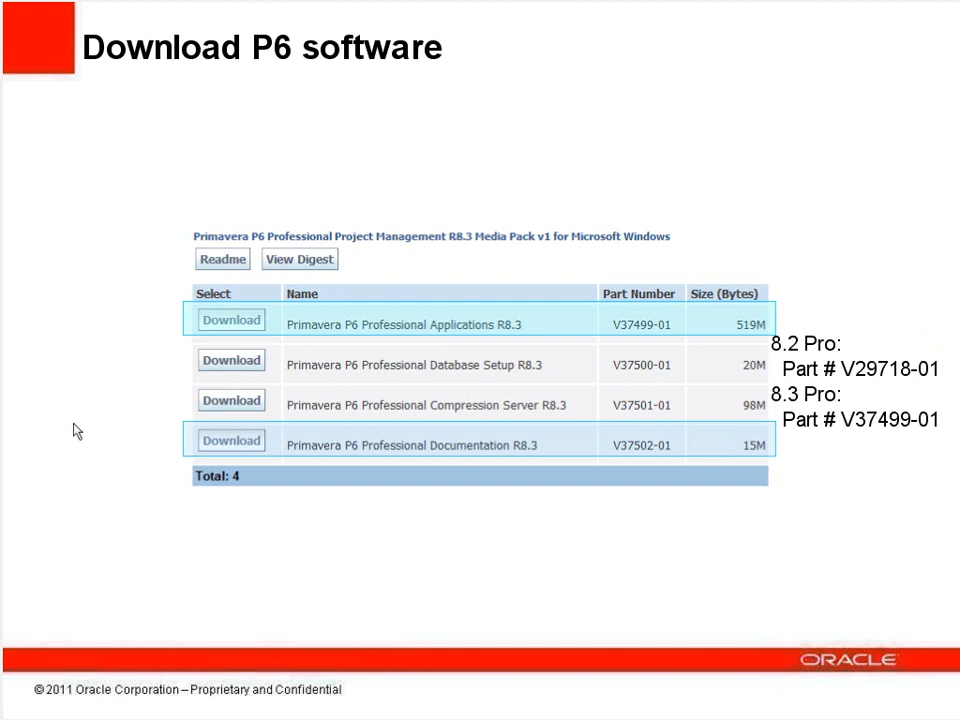 Download P6 software
Primavera P6 Professional Project Management R8.3 Media Pack v1 for Microsoft Windows
Readme View Digest
Select Name Part Number Size (Bytes)
Download Primavera P6 Professional Applications R8.3 V37499-01 519M
Download Primavera P6 Professional Database Setup R8.3 V37500-01 20M
Download Primavera P6 Professional Compression Server R8.3 V37501-01 98M
Download Primavera P6 Professional Documentation R8.3 V37502-01 15M
Total: 4
8.2 Pro:
Part # V29718-01
8.3 Pro:
Part # V37499-01
ORACLE
© 2011 Oracle Corporation – Proprietary and Confidential